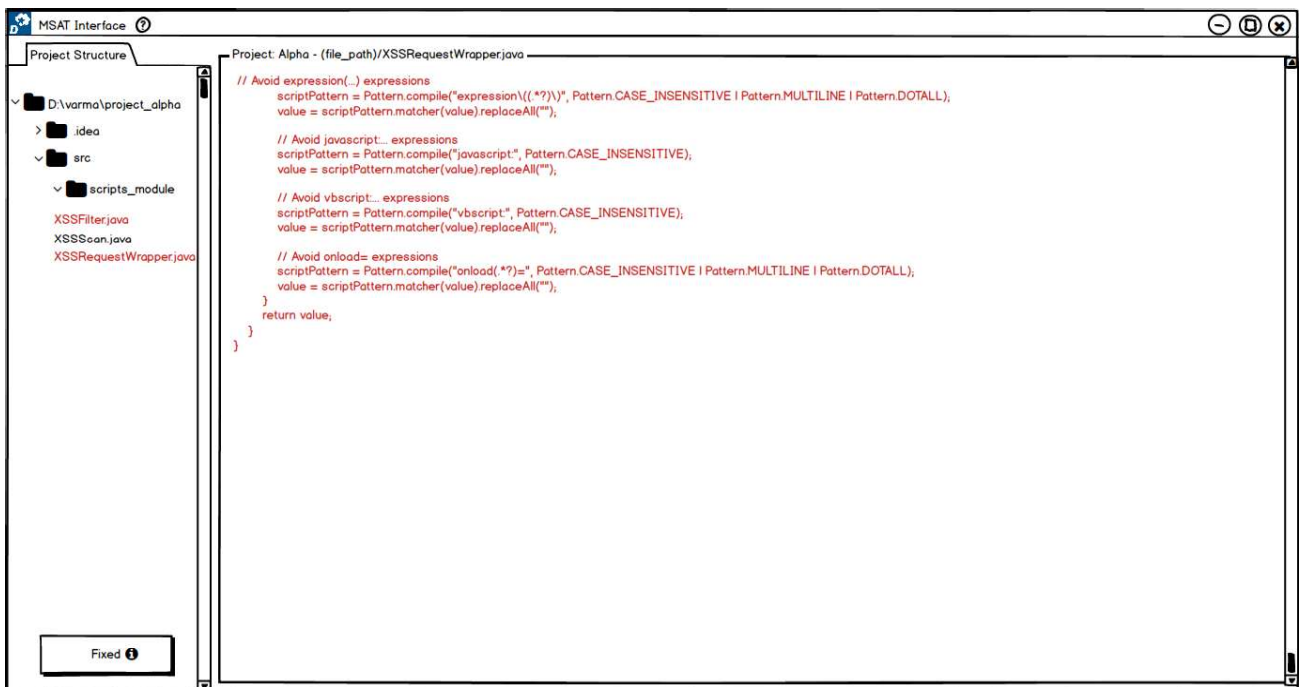 MSAT Interface ?
Project Structure
D:\varma\project_alpha
.idea
src
scripts_module
XSSFilter.java
XSSScan.java
XSSRequestWrapper.java
Fixed i
Project: Alpha - (file_path)/XSSRequestWrapper.java
// Avoid expression(...) expressions
scriptPattern = Pattern.compile("expression\((.*?)\)", Pattern.CASE_INSENSITIVE | Pattern.MULTILINE | Pattern.DOTALL);
value = scriptPattern.matcher(value).replaceAll("");
// Avoid javascript:... expressions
scriptPattern = Pattern.compile("javascript:", Pattern.CASE_INSENSITIVE);
value = scriptPattern.matcher(value).replaceAll("");
// Avoid vbscript:... expressions
scriptPattern = Pattern.compile("vbscript:", Pattern.CASE_INSENSITIVE);
value = scriptPattern.matcher(value).replaceAll("");
// Avoid onload= expressions
scriptPattern = Pattern.compile("onload(.*?)=", Pattern.CASE_INSENSITIVE | Pattern.MULTILINE | Pattern.DOTALL);
value = scriptPattern.matcher(value).replaceAll("");
}
return value;
}
}